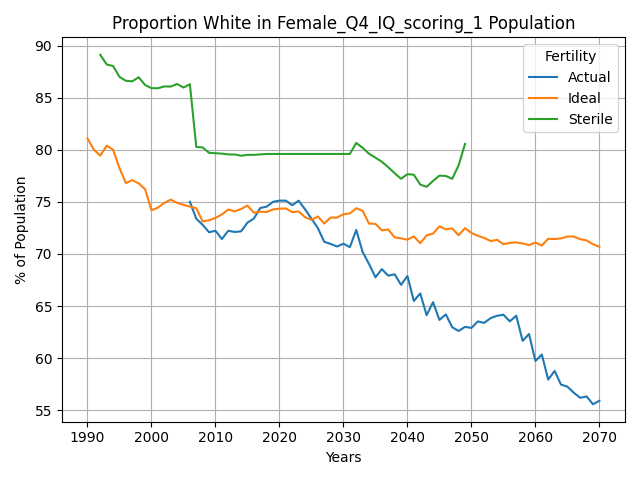 Proportion White in Female_Q4_IQ_scoring_1 Population
% of Population
90
85
80
75
70
65
60
55
Fertility
Actual
Ideal
Sterile
1990 2000 2010 2020 2030 2040 2050 2060 2070
Years